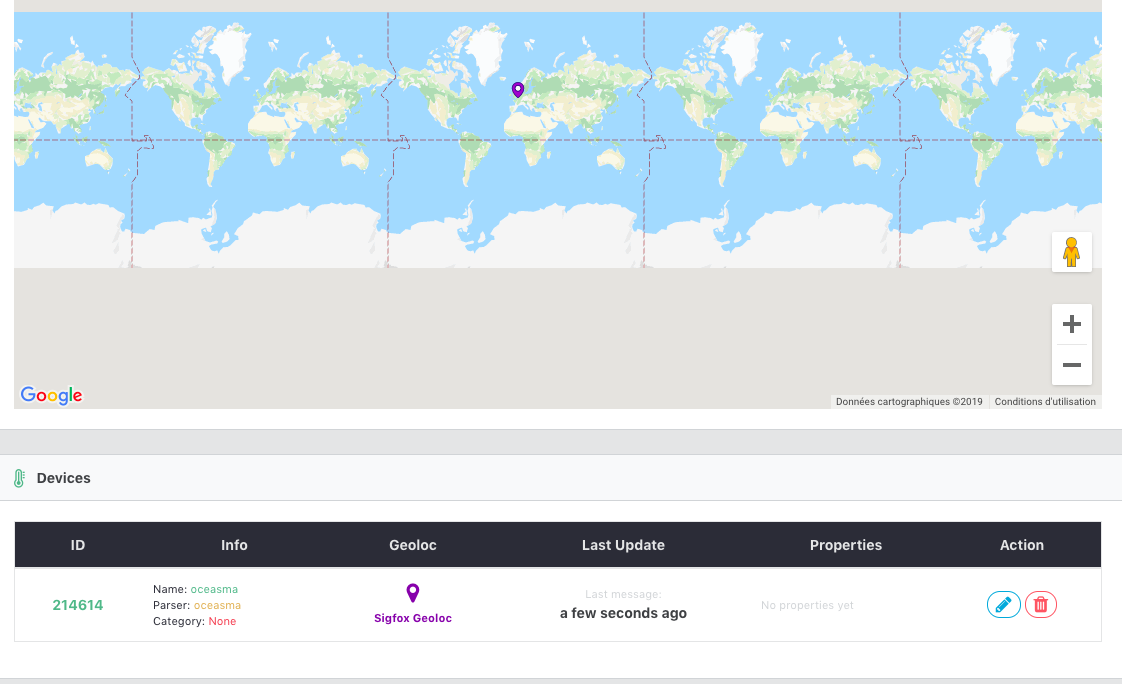 Google
Données cartographiques ©2019 Conditions d'utilisation
Devices
ID Info Geoloc Last Update Properties Action
214614
Name: oceasma
Parser: oceasma
Category: None
Sigfox Geoloc
Last message:
a few seconds ago
No properties yet